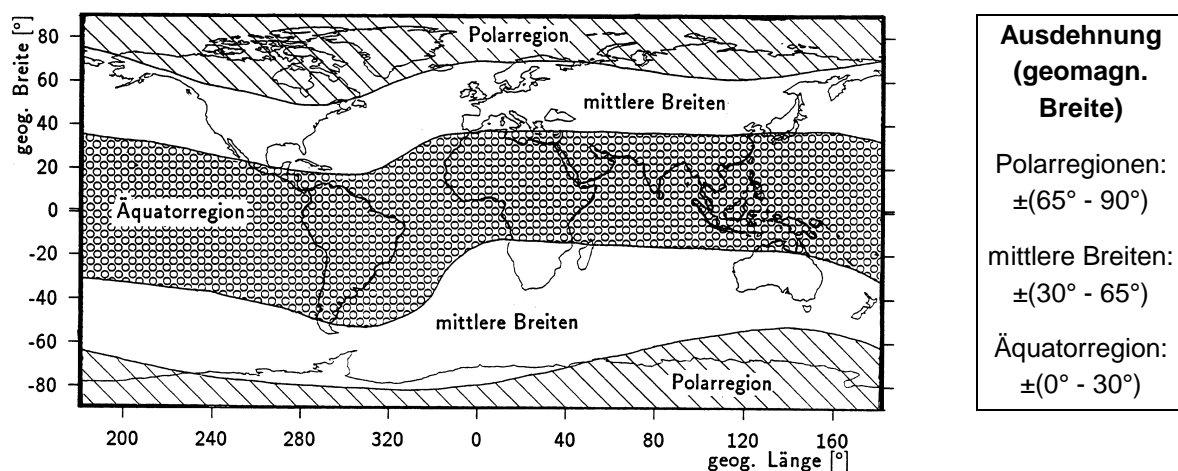 geog. Breite [°]
80
60
40
20
0
-20
-40
-60
-80
Polarregion
mittlere Breiten
Äquatorregion
mittlere Breiten
Polarregion
200 240 280 320 0 40 80 120 160
geog. Länge [°]
Ausdehnung
(geomagn.
Breite)
Polarregionen:
±(65° - 90°)
mittlere Breiten:
±(30° - 65°)
Äquatorregion:
±(0° - 30°)